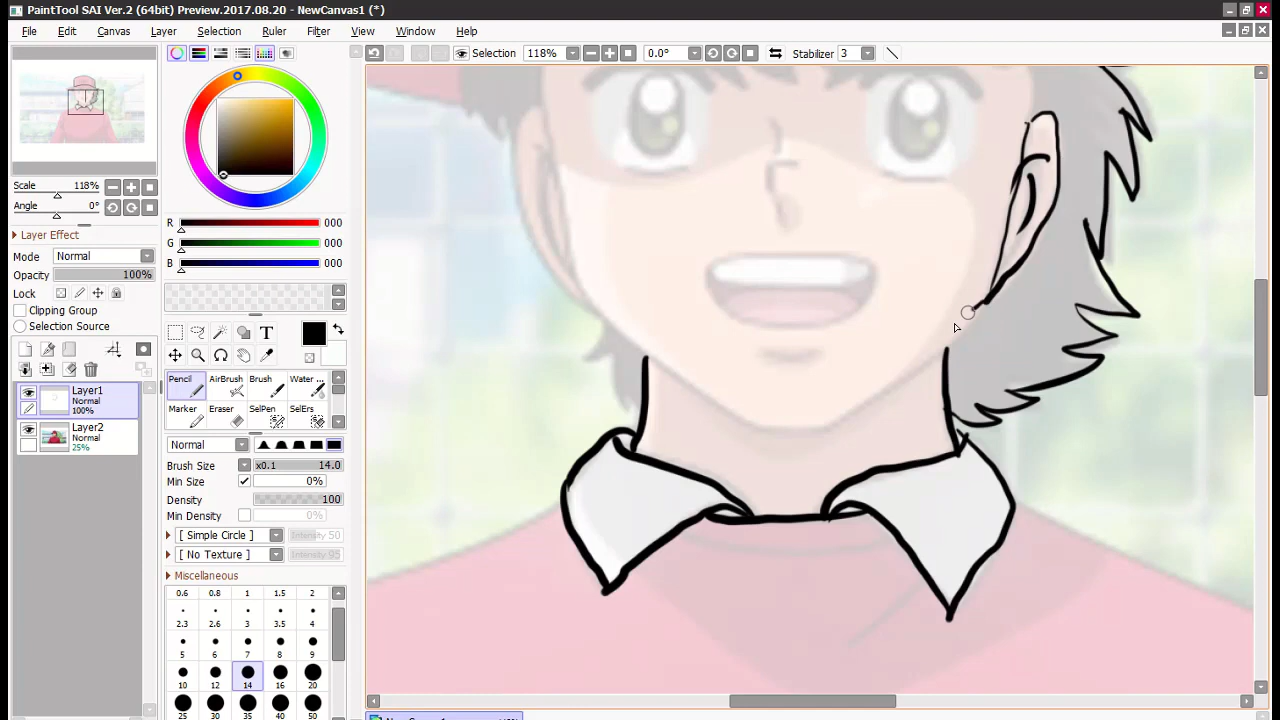 PaintTool SAI Ver.2 (64bit) Preview.2017.08.20 - NewCanvas1 (*)
File Edit Canvas Layer Selection Ruler Filter View Window Help
Selection 118% 0.0° Stabilizer 3
Scale 118%
Angle 0°
Layer Effect
Mode Normal
Opacity 100%
Lock
Clipping Group
Selection Source
Layer1
Normal
100%
Layer2
Normal
25%
R 000
G 000
B 000
T
Pencil AirBrush Brush Water ...
Marker Eraser SelPen SelErs
Normal
Brush Size x0.1 14.0
Min Size 0%
Density 100
Min Density 0%
[ Simple Circle ] Intensity 50
[ No Texture ] Intensity 95
Miscellaneous
0.6 0.8 1 1.5 2
2.3 2.6 3 3.5 4
5 6 7 8 9
10 12 14 16 20
25 30 35 40 50